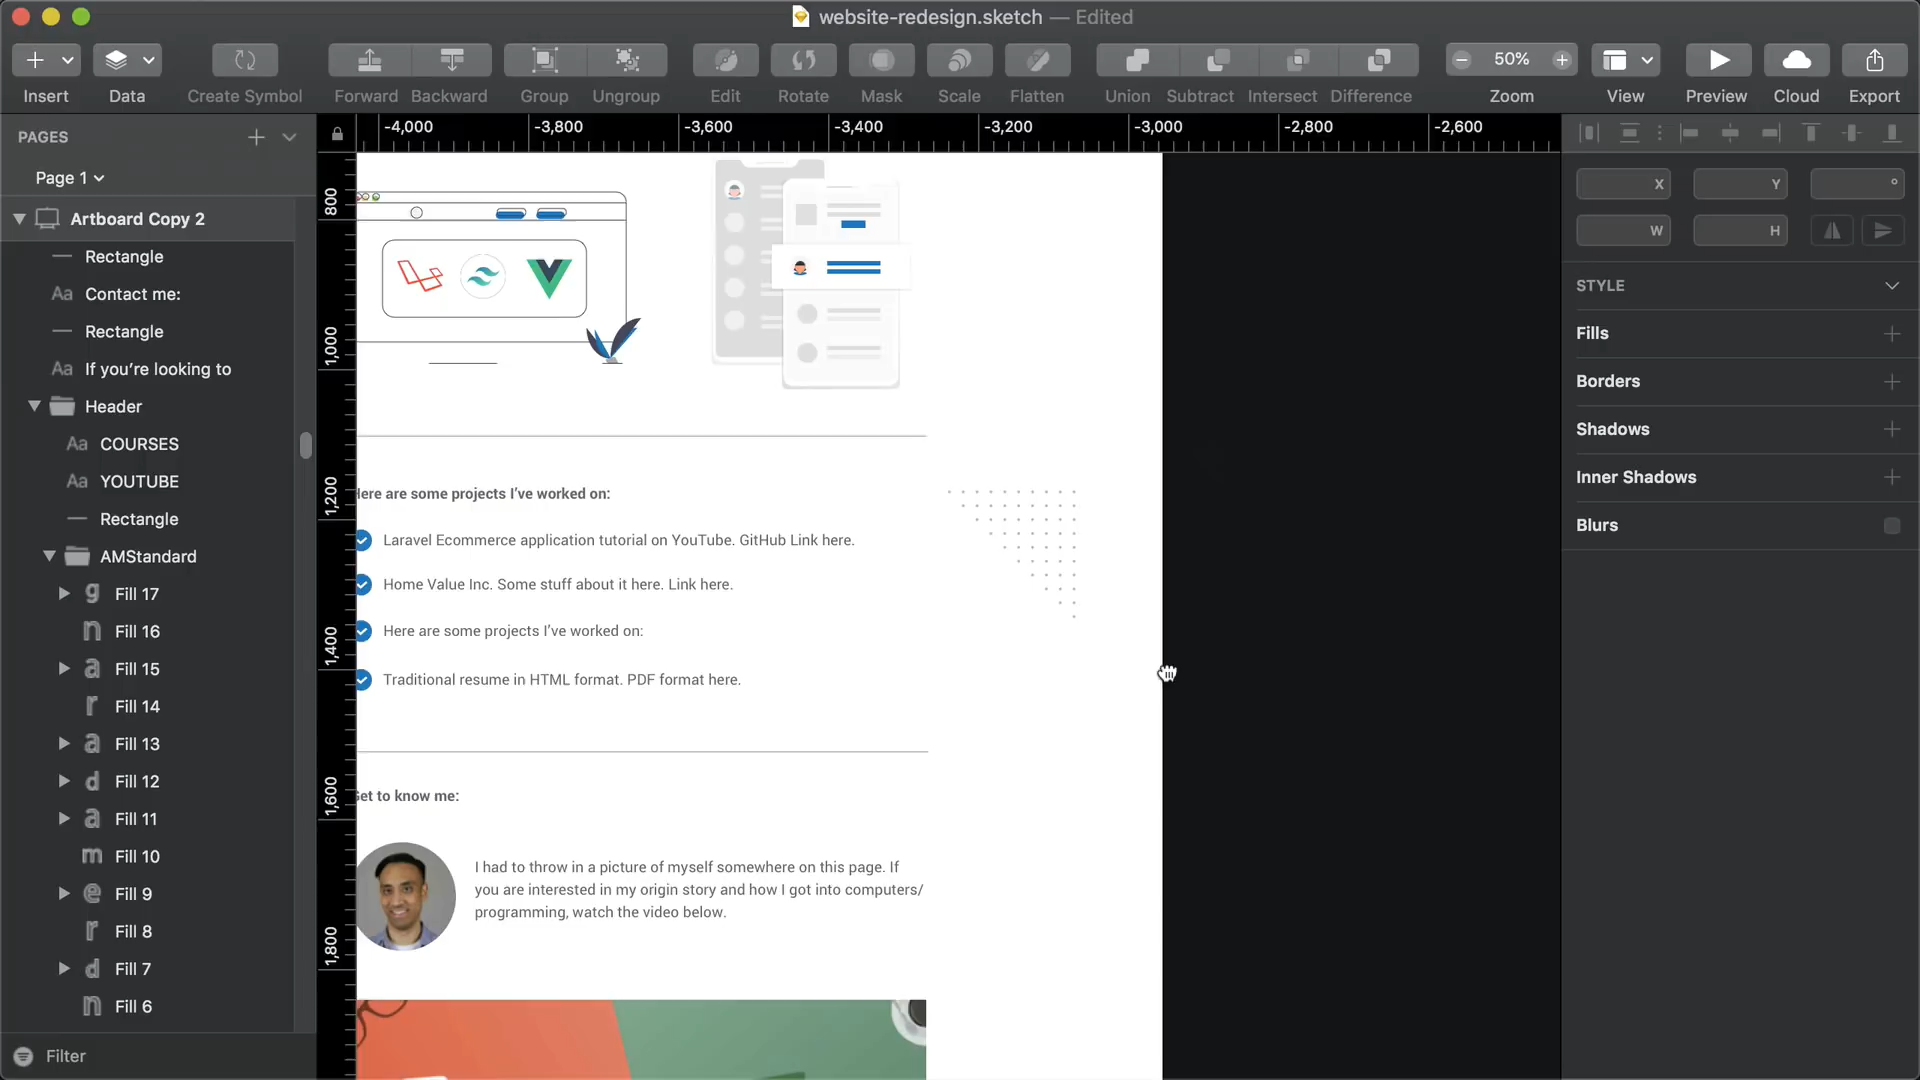 website-redesign.sketch — Edited
50%
Insert Data Create Symbol Forward Backward Group Ungroup Edit Rotate Mask Scale Flatten Union Subtract Intersect Difference Zoom View Preview Cloud Export
PAGES
-4,000 -3,800 -3,600 -3,400 -3,200 -3,000 -2,800 -2,600
Page 1
Artboard Copy 2
Rectangle
Aa Contact me:
Rectangle
Aa If you’re looking to
Header
Aa COURSES
Aa YOUTUBE
Rectangle
AMStandard
g Fill 17
n Fill 16
a Fill 15
r Fill 14
a Fill 13
d Fill 12
a Fill 11
m Fill 10
e Fill 9
r Fill 8
d Fill 7
n Fill 6
Filter
800
1,000
1,200
1,400
1,600
1,800
Here are some projects I’ve worked on:
Laravel Ecommerce application tutorial on YouTube. GitHub Link here.
Home Value Inc. Some stuff about it here. Link here.
Here are some projects I’ve worked on:
Traditional resume in HTML format. PDF format here.
Get to know me:
I had to throw in a picture of myself somewhere on this page. If
you are interested in my origin story and how I got into computers/
programming, watch the video below.
X Y °
W H
STYLE
Fills
Borders
Shadows
Inner Shadows
Blurs